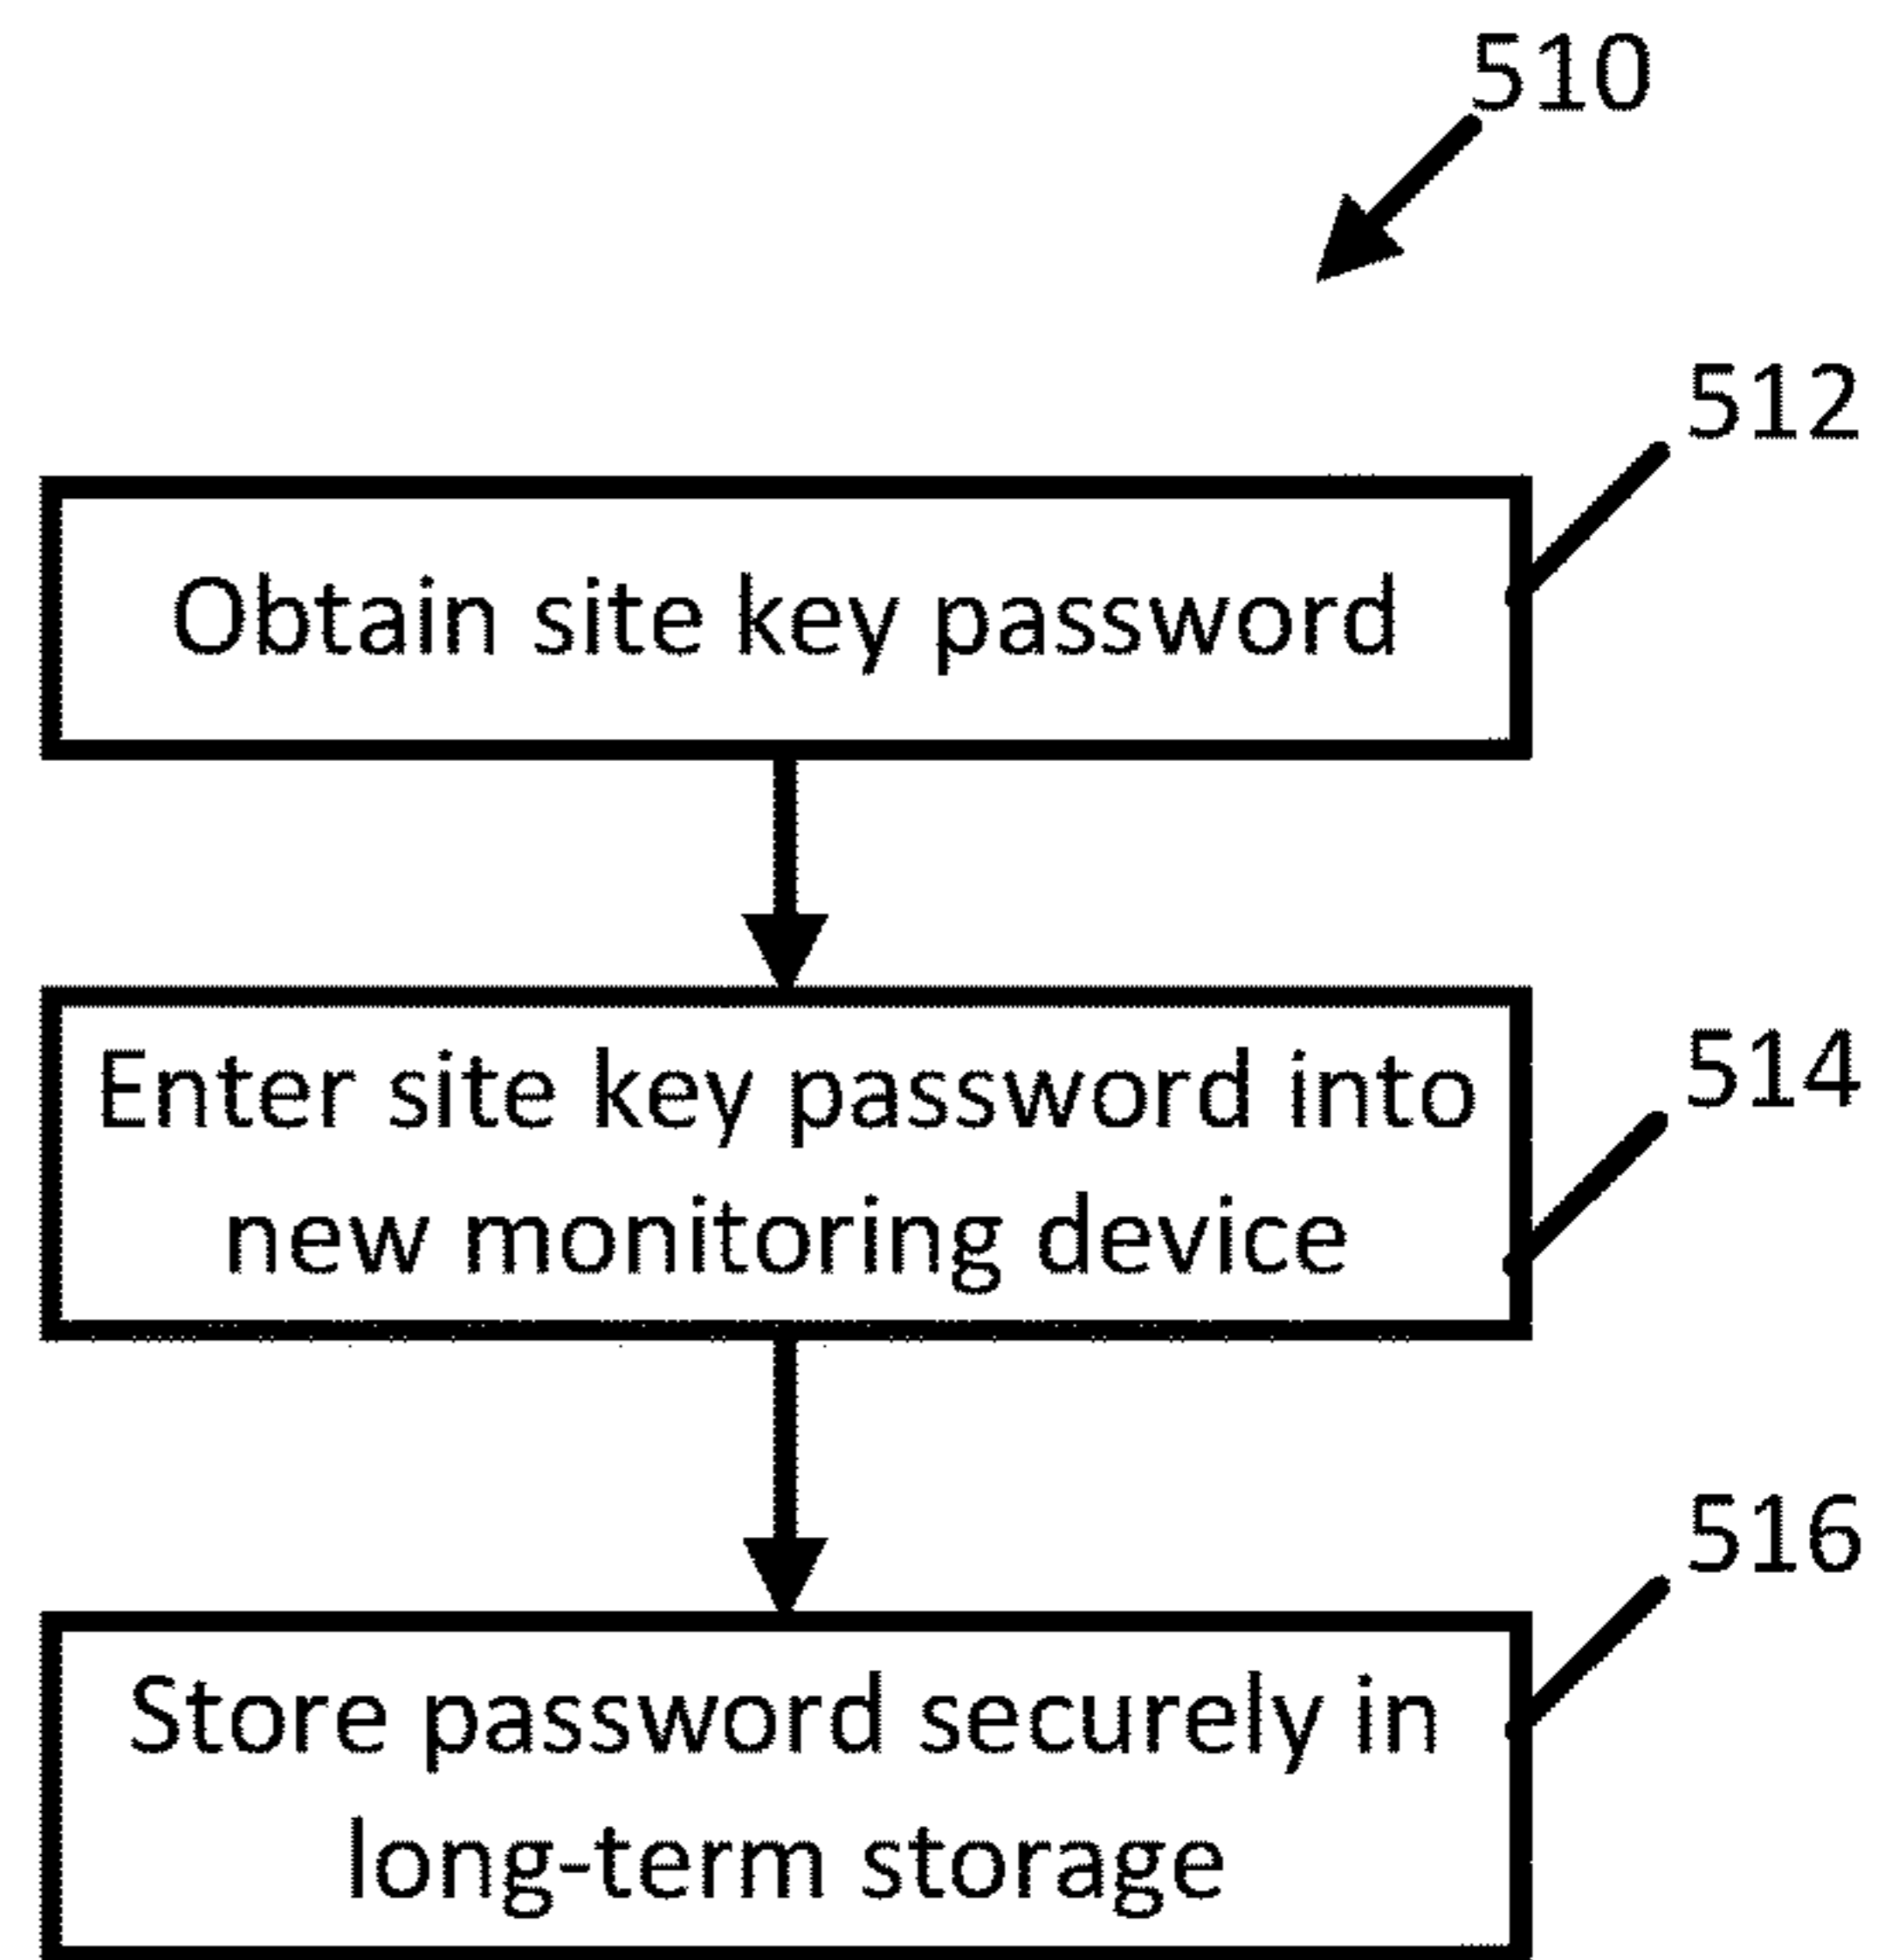 510
512
Obtain site key password
514
Enter site key password into
new monitoring device
516
Store password securely in
long-term storage